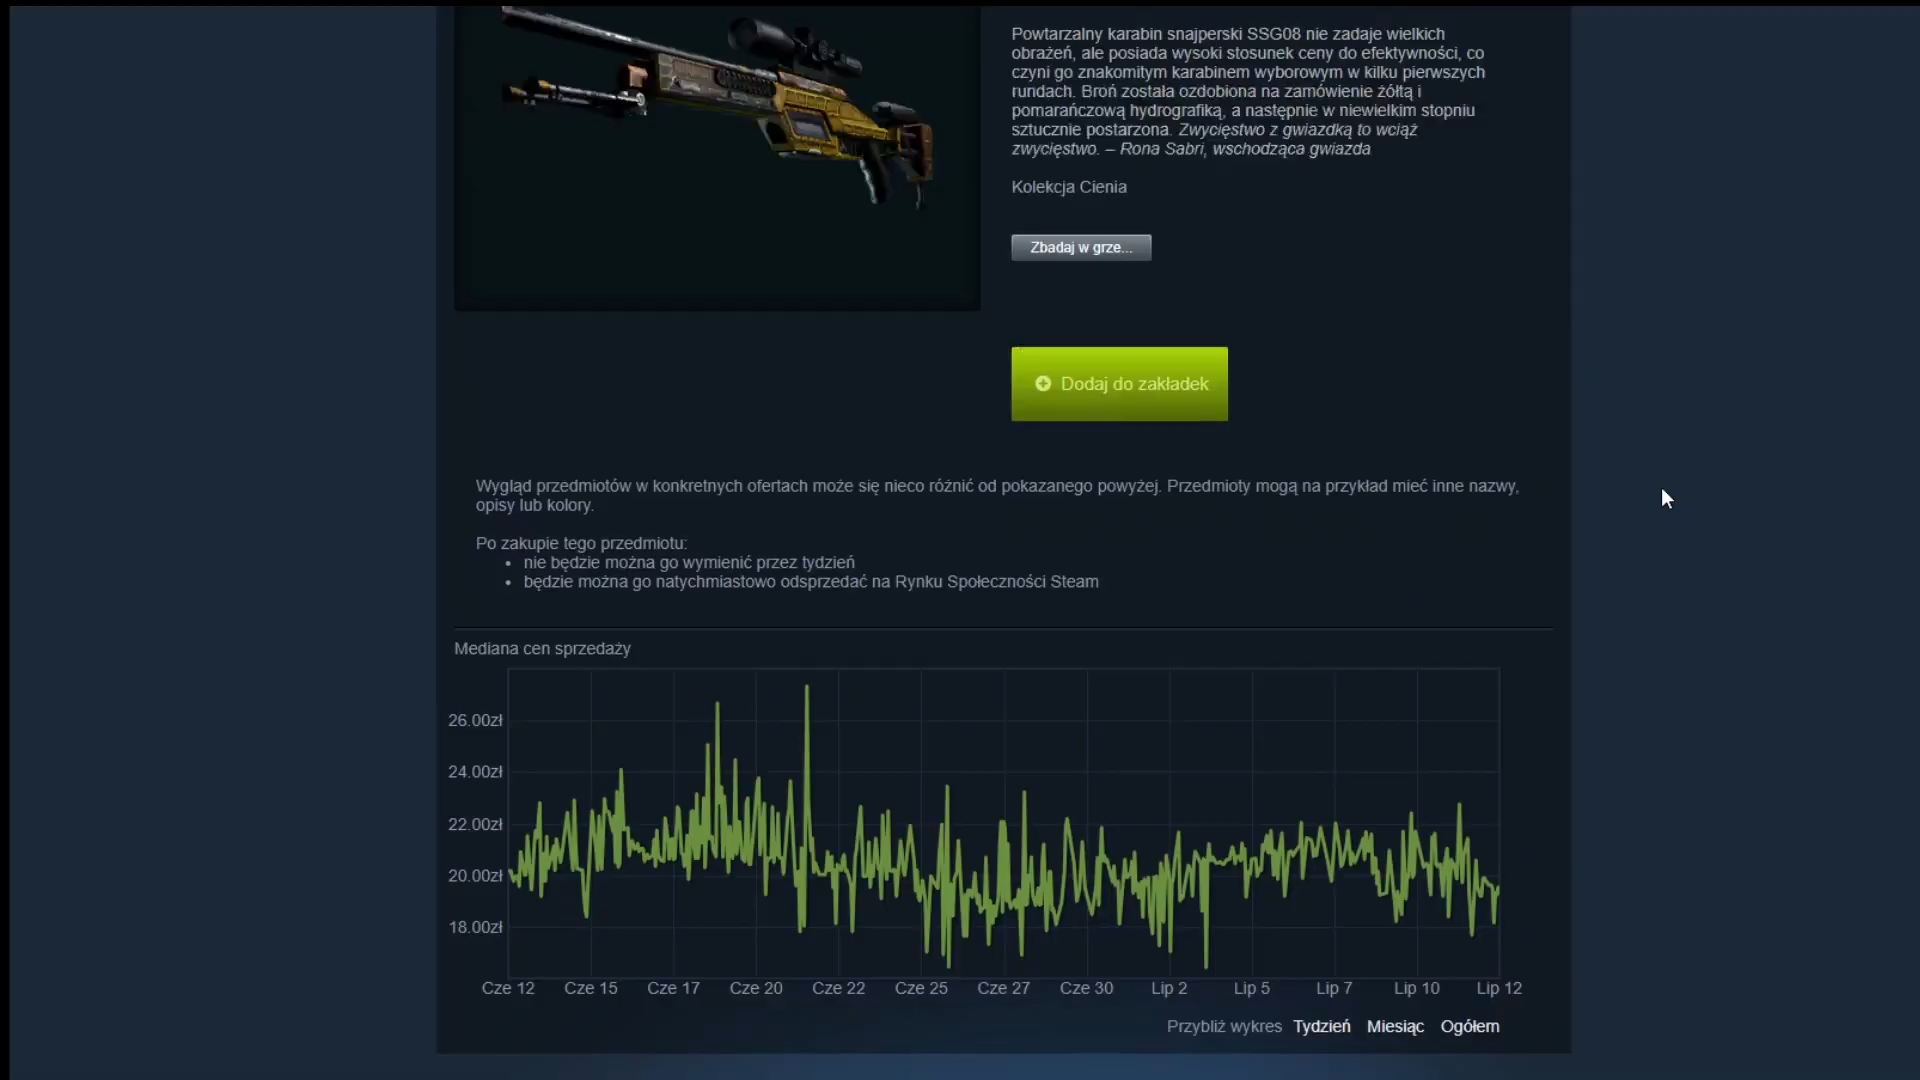 Powtarzalny karabin snajperski SSG08 nie zadaje wielkich
obrażeń, ale posiada wysoki stosunek ceny do efektywności, co
czyni go znakomitym karabinem wyborowym w kilku pierwszych
rundach. Broń została ozdobiona na zamówienie żółtą i
pomarańczową hydrografiką, a następnie w niewielkim stopniu
sztucznie postarzona. Zwycięstwo z gwiazdką to wciąż
zwycięstwo. – Rona Sabri, wschodząca gwiazda
Kolekcja Cienia
Zbadaj w grze...
Dodaj do zakładek
Wygląd przedmiotów w konkretnych ofertach może się nieco różnić od pokazanego powyżej. Przedmioty mogą na przykład mieć inne nazwy,
opisy lub kolory.
Po zakupie tego przedmiotu:
• nie będzie można go wymienić przez tydzień
• będzie można go natychmiastowo odsprzedać na Rynku Społeczności Steam
Mediana cen sprzedaży
26.00zł
24.00zł
22.00zł
20.00zł
18.00zł
Cze 12 Cze 15 Cze 17 Cze 20 Cze 22 Cze 25 Cze 27 Cze 30 Lip 2 Lip 5 Lip 7 Lip 10 Lip 12
Przybliż wykres Tydzień Miesiąc Ogółem